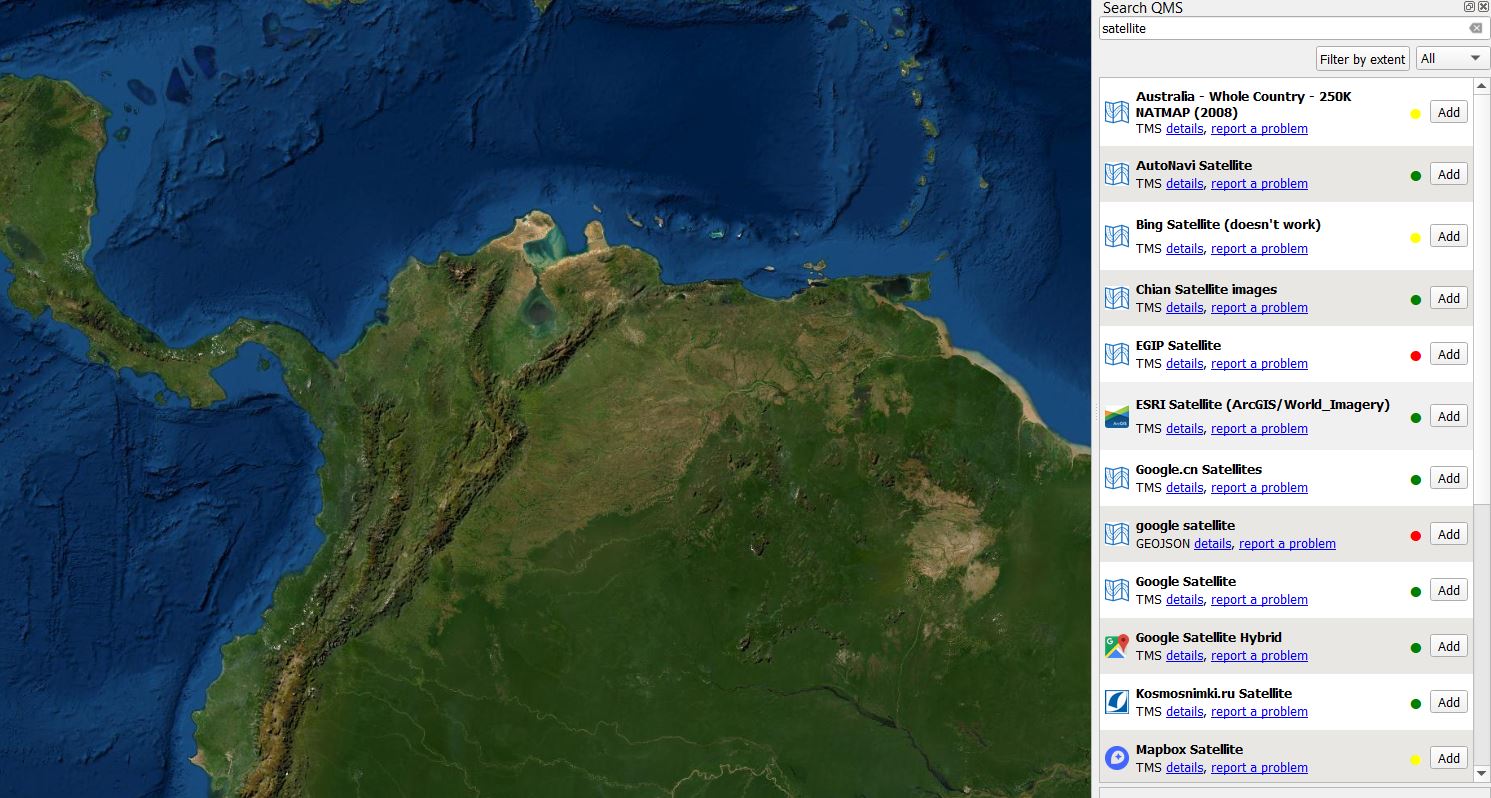 Search QMS
satellite
Filter by extent
All
Australia - Whole Country - 250K
NATMAP (2008)
TMS details, report a problem
Add
AutoNavi Satellite
TMS details, report a problem
Add
Bing Satellite (doesn't work)
TMS details, report a problem
Add
Chian Satellite images
TMS details, report a problem
Add
EGIP Satellite
TMS details, report a problem
Add
ESRI Satellite (ArcGIS/World_Imagery)
TMS details, report a problem
Add
Google.cn Satellites
TMS details, report a problem
Add
google satellite
GEOJSON details, report a problem
Add
Google Satellite
TMS details, report a problem
Add
Google Satellite Hybrid
TMS details, report a problem
Add
Kosmosnimki.ru Satellite
TMS details, report a problem
Add
Mapbox Satellite
TMS details, report a problem
Add